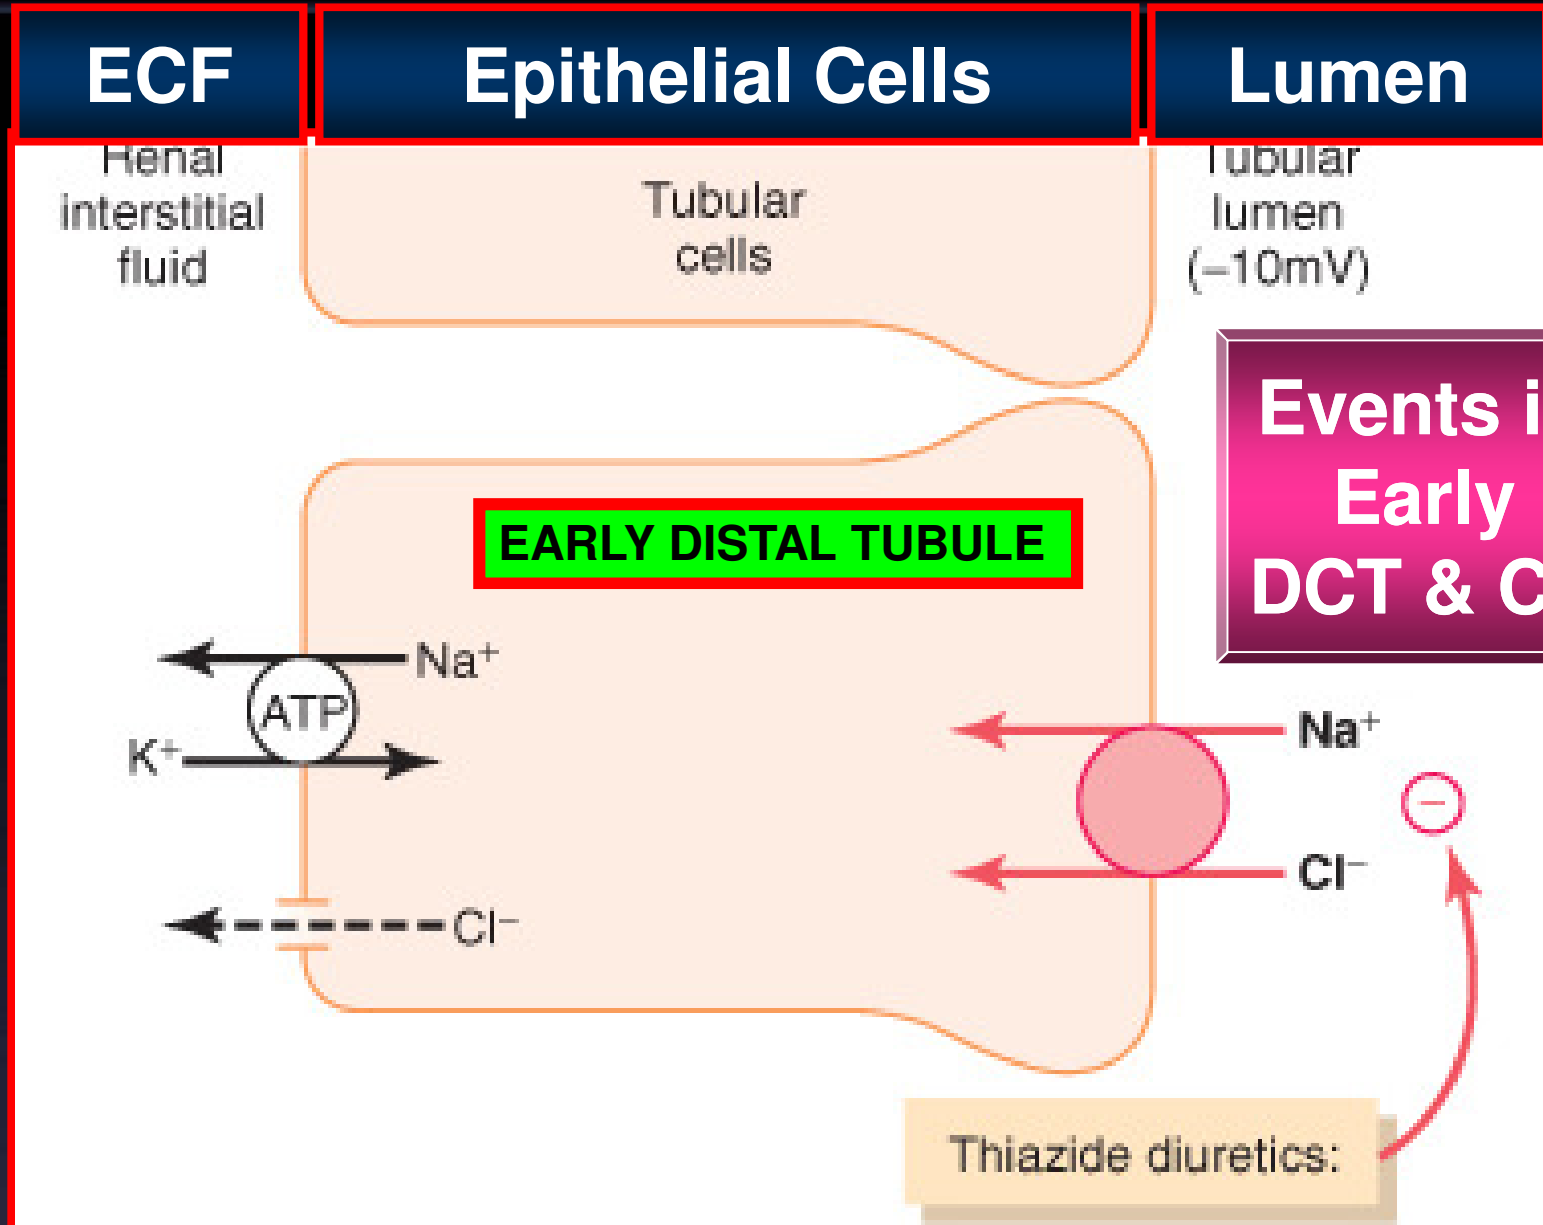 ECF
Epithelial Cells
Lumen
Renal
interstitial
fluid
Tubular
cells
Tubular
lumen
(–10mV)
Events i
Early
DCT & C
EARLY DISTAL TUBULE
Na⁺
ATP
K⁺
Cl⁻
Na⁺
−
Cl⁻
Thiazide diuretics: